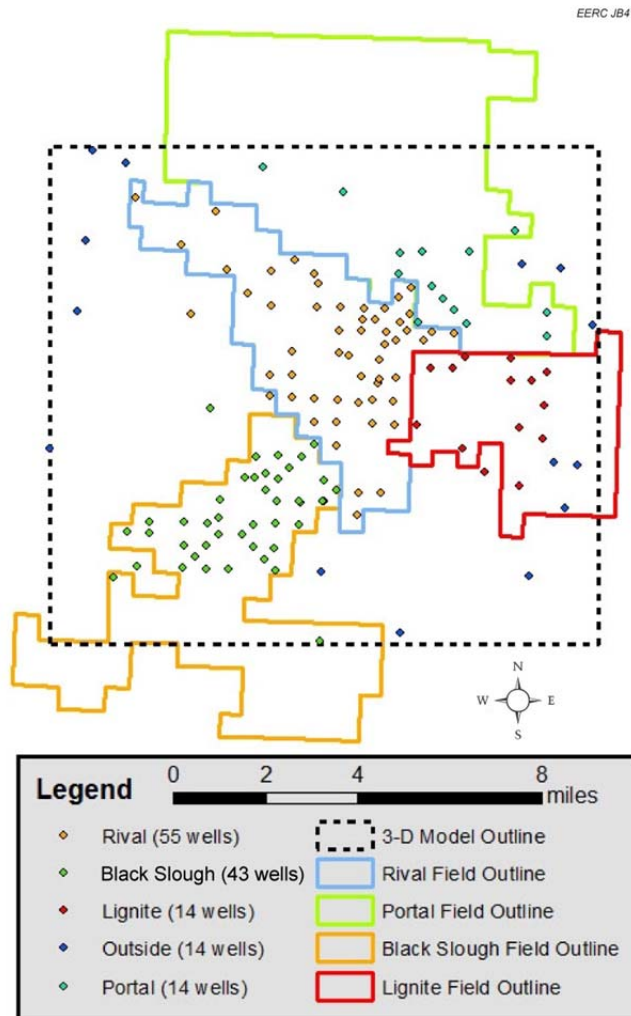 EERC JB4
N
W E
S
Legend
0 2 4 8
miles
Rival (55 wells) 3-D Model Outline
Black Slough (43 wells) Rival Field Outline
Lignite (14 wells) Portal Field Outline
Outside (14 wells) Black Slough Field Outline
Portal (14 wells) Lignite Field Outline